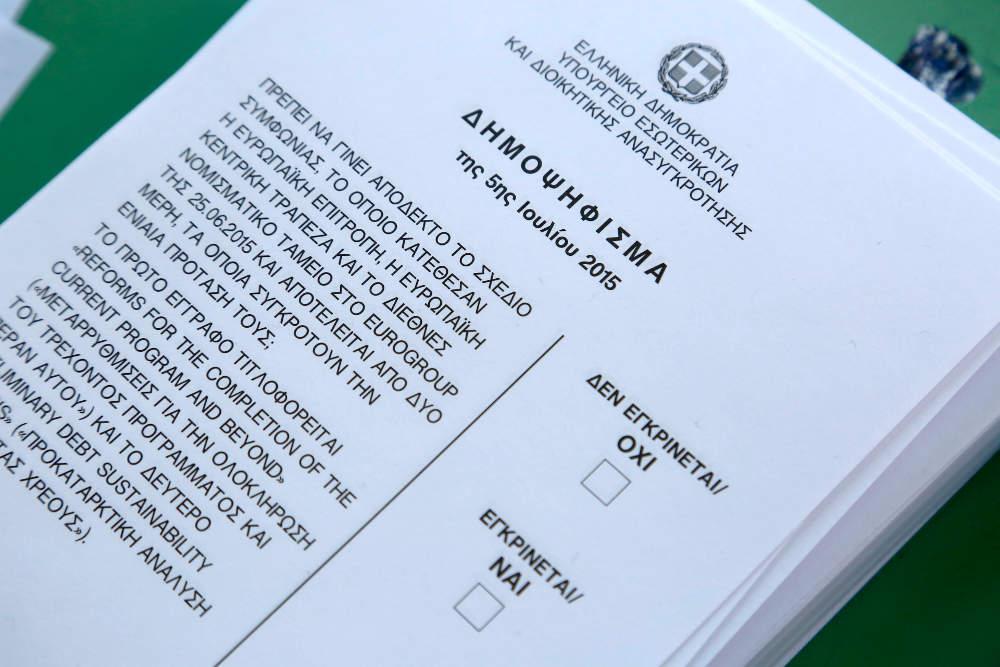 ΕΛΛΗΝΙΚΗ ΔΗΜΟΚΡΑΤΙΑ
ΥΠΟΥΡΓΕΙΟ ΕΣΩΤΕΡΙΚΩΝ
ΚΑΙ ΔΙΟΙΚΗΤΙΚΗΣ ΑΝΑΣΥΓΚΡΟΤΗΣΗΣ
ΔΗΜΟΨΗΦΙΣΜΑ
της 5ης Ιουλίου 2015
ΠΡΕΠΕΙ ΝΑ ΓΙΝΕΙ ΑΠΟΔΕΚΤΟ ΤΟ ΣΧΕΔΙΟ
ΣΥΜΦΩΝΙΑΣ, ΤΟ ΟΠΟΙΟ ΚΑΤΕΘΕΣΑΝ
Η ΕΥΡΩΠΑΪΚΗ ΕΠΙΤΡΟΠΗ, Η ΕΥΡΩΠΑΪΚΗ
ΚΕΝΤΡΙΚΗ ΤΡΑΠΕΖΑ ΚΑΙ ΤΟ ΔΙΕΘΝΕΣ
ΝΟΜΙΣΜΑΤΙΚΟ ΤΑΜΕΙΟ ΣΤΟ EUROGROUP
ΤΗΣ 25.06.2015 ΚΑΙ ΑΠΟΤΕΛΕΙΤΑΙ ΑΠΟ ΔΥΟ
ΜΕΡΗ, ΤΑ ΟΠΟΙΑ ΣΥΓΚΡΟΤΟΥΝ ΤΗΝ
ΕΝΙΑΙΑ ΠΡΟΤΑΣΗ ΤΟΥΣ;
ΤΟ ΠΡΩΤΟ ΕΓΓΡΑΦΟ ΤΙΤΛΟΦΟΡΕΙΤΑΙ
«REFORMS FOR THE COMPLETION OF THE
CURRENT PROGRAM AND BEYOND»
(«ΜΕΤΑΡΡΥΘΜΙΣΕΙΣ ΓΙΑ ΤΗΝ ΟΛΟΚΛΗΡΩΣΗ
ΤΟΥ ΤΡΕΧΟΝΤΟΣ ΠΡΟΓΡΑΜΜΑΤΟΣ ΚΑΙ
ΠΕΡΑΝ ΑΥΤΟΥ») ΚΑΙ ΤΟ ΔΕΥΤΕΡΟ
DEBT SUSTAINABILITY
(«ΠΡΟΚΑΤΑΡΚΤΙΚΗ ΑΝΑΛΥΣΗ
ΧΡΕΟΥΣ»).
ΔΕΝ ΕΓΚΡΙΝΕΤΑΙ/
ΟΧΙ
ΕΓΚΡΙΝΕΤΑΙ/
ΝΑΙ